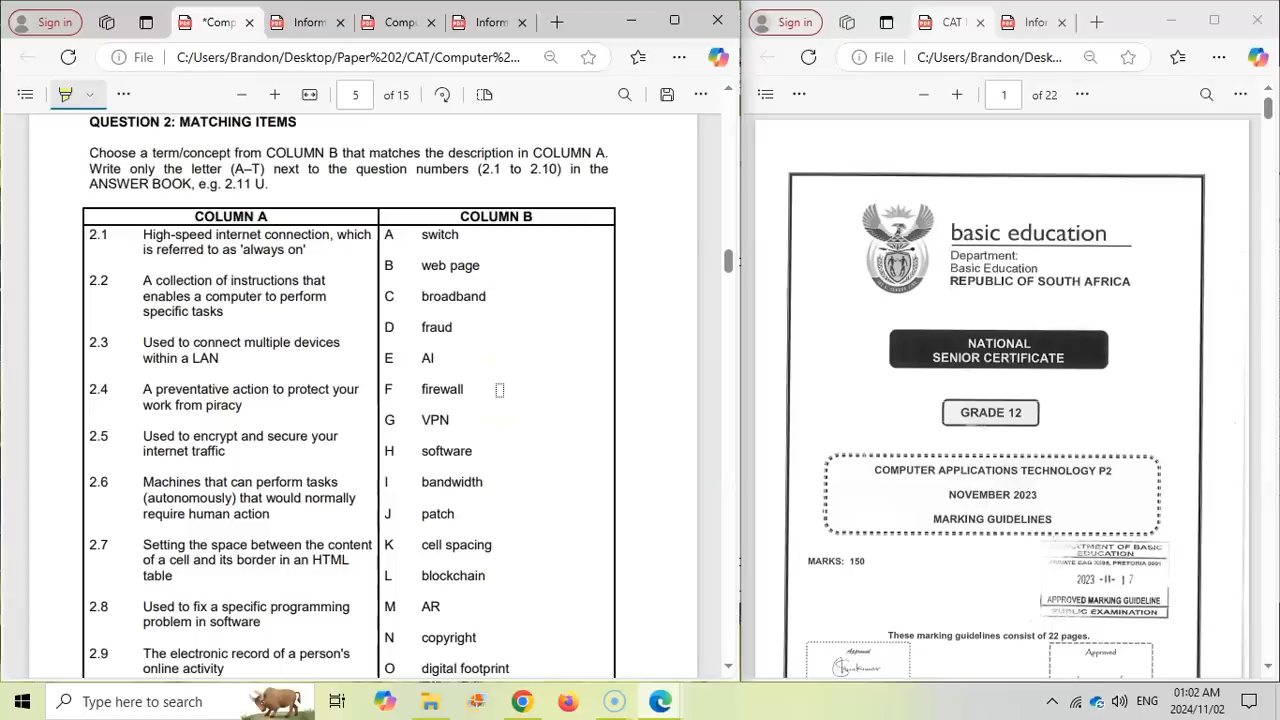 Sign in
*Comp
Inform
Compu
Inform
File
C:/Users/Brandon/Desktop/Paper%202/CAT/Computer%2...
5 of 15
QUESTION 2: MATCHING ITEMS
Choose a term/concept from COLUMN B that matches the description in COLUMN A.
Write only the letter (A–T) next to the question numbers (2.1 to 2.10) in the
ANSWER BOOK, e.g. 2.11 U.
COLUMN A
COLUMN B
2.1 High-speed internet connection, which
is referred to as 'always on'
2.2 A collection of instructions that
enables a computer to perform
specific tasks
2.3 Used to connect multiple devices
within a LAN
2.4 A preventative action to protect your
work from piracy
2.5 Used to encrypt and secure your
internet traffic
2.6 Machines that can perform tasks
(autonomously) that would normally
require human action
2.7 Setting the space between the content
of a cell and its border in an HTML
table
2.8 Used to fix a specific programming
problem in software
2.9 The electronic record of a person's
online activity
A switch
B web page
C broadband
D fraud
E AI
F firewall
G VPN
H software
I bandwidth
J patch
K cell spacing
L blockchain
M AR
N copyright
O digital footprint
Sign in
CAT
Infor
File
C:/Users/Brandon/Des...
1 of 22
basic education
Department:
Basic Education
REPUBLIC OF SOUTH AFRICA
NATIONAL
SENIOR CERTIFICATE
GRADE 12
COMPUTER APPLICATIONS TECHNOLOGY P2
NOVEMBER 2023
MARKING GUIDELINES
MARKS: 150
EDUCATION
2023 -11- 17
APPROVED MARKING GUIDELINE
PUBLIC EXAMINATION
These marking guidelines consist of 22 pages.
Approved
Approved
Type here to search
ENG
01:02 AM
2024/11/02